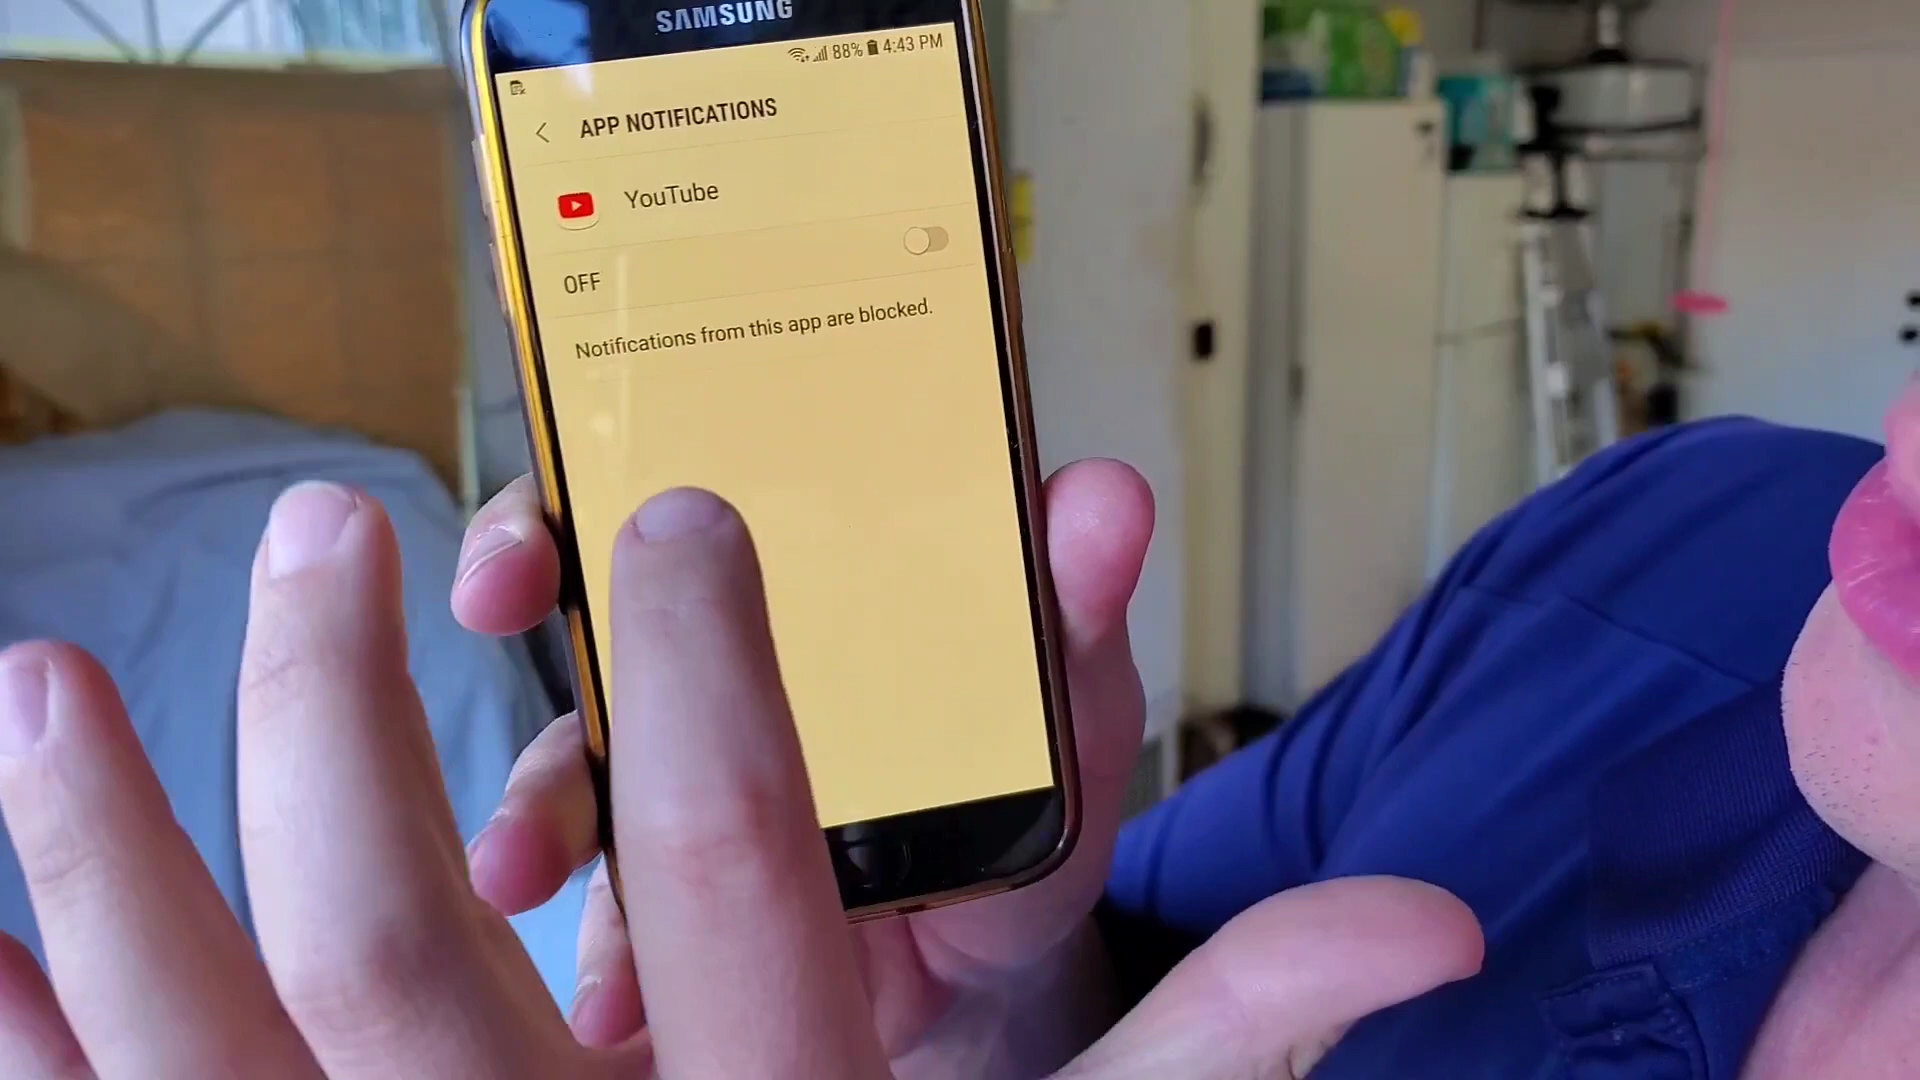 SAMSUNG
88% 4:43 PM
APP NOTIFICATIONS
YouTube
OFF
Notifications from this app are blocked.